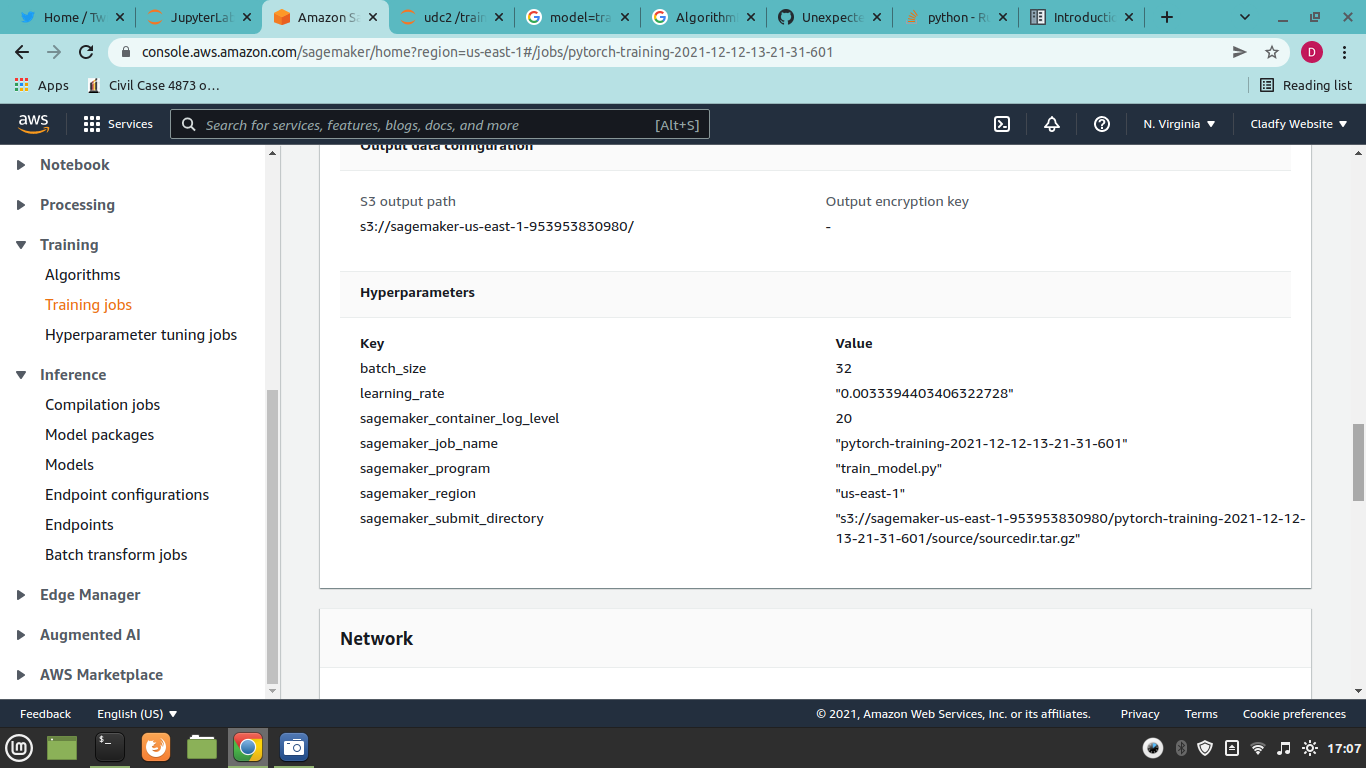 Home / Tw
JupyterLab
Amazon Sa
udc2 /train
model=tra
Algorithmi
Unexpecte
python - Ru
Introductio
console.aws.amazon.com/sagemaker/home?region=us-east-1#/jobs/pytorch-training-2021-12-12-13-21-31-601
D
Apps
Civil Case 4873 o…
Reading list
aws
Services
Search for services, features, blogs, docs, and more
[Alt+S]
N. Virginia
Cladfy Website
Notebook
Processing
Training
Algorithms
Training jobs
Hyperparameter tuning jobs
Inference
Compilation jobs
Model packages
Models
Endpoint configurations
Endpoints
Batch transform jobs
Edge Manager
Augmented AI
AWS Marketplace
Output data configuration
S3 output path
Output encryption key
s3://sagemaker-us-east-1-953953830980/
-
Hyperparameters
Key Value
batch_size 32
learning_rate "0.0033394403406322728"
sagemaker_container_log_level 20
sagemaker_job_name "pytorch-training-2021-12-12-13-21-31-601"
sagemaker_program "train_model.py"
sagemaker_region "us-east-1"
sagemaker_submit_directory "s3://sagemaker-us-east-1-953953830980/pytorch-training-2021-12-12-
13-21-31-601/source/sourcedir.tar.gz"
Network
Feedback
English (US)
© 2021, Amazon Web Services, Inc. or its affiliates.
Privacy
Terms
Cookie preferences
17:07